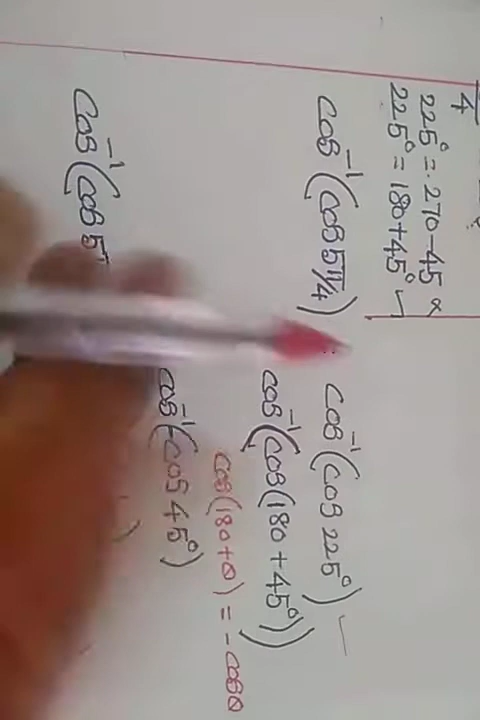 4
225° = 270-45 ×
225° = 180+45° ✓
cos⁻¹(cos 5π/4)
cos⁻¹(cos 225°)
cos⁻¹(cos(180+45°))
cos(180+θ) = -cosθ
cos⁻¹(-cos 45°)
cos⁻¹(cos 5